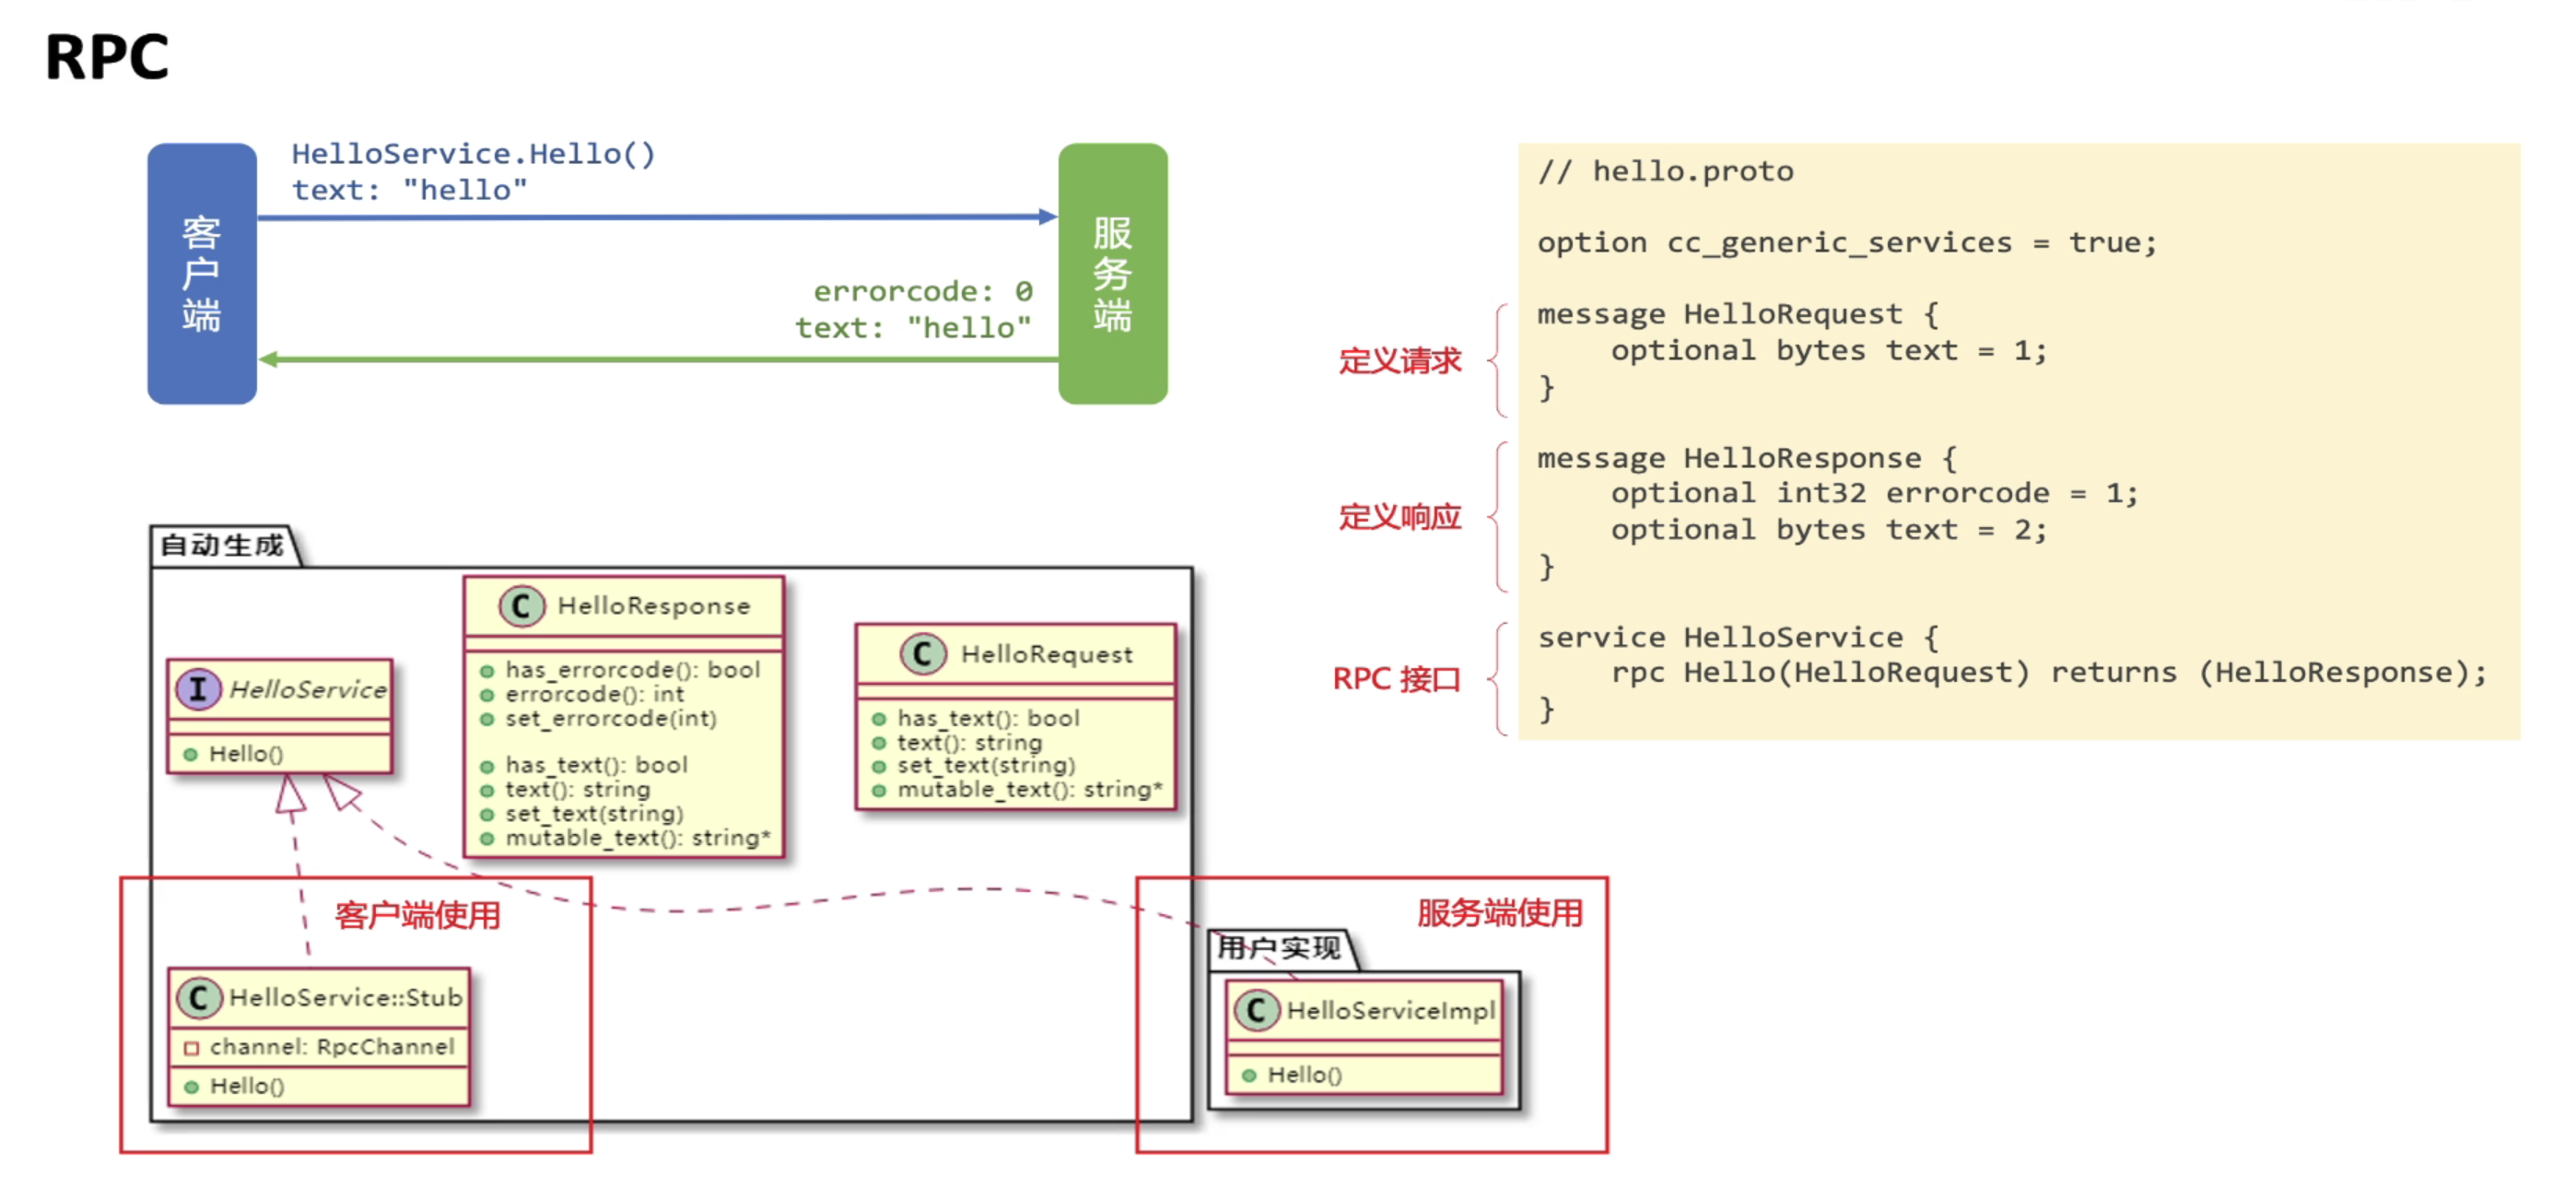 RPC
HelloService.Hello()
text: "hello"
客户端
服务端
errorcode: 0
text: "hello"
// hello.proto
option cc_generic_services = true;
定义请求
message HelloRequest {
    optional bytes text = 1;
}
定义响应
message HelloResponse {
    optional int32 errorcode = 1;
    optional bytes text = 2;
}
RPC 接口
service HelloService {
    rpc Hello(HelloRequest) returns (HelloResponse);
}
自动生成
I HelloService
Hello()
C HelloResponse
has_errorcode(): bool
errorcode(): int
set_errorcode(int)
has_text(): bool
text(): string
set_text(string)
mutable_text(): string*
C HelloRequest
has_text(): bool
text(): string
set_text(string)
mutable_text(): string*
客户端使用
C HelloService::Stub
channel: RpcChannel
Hello()
服务端使用
用户实现
C HelloServiceImpl
Hello()